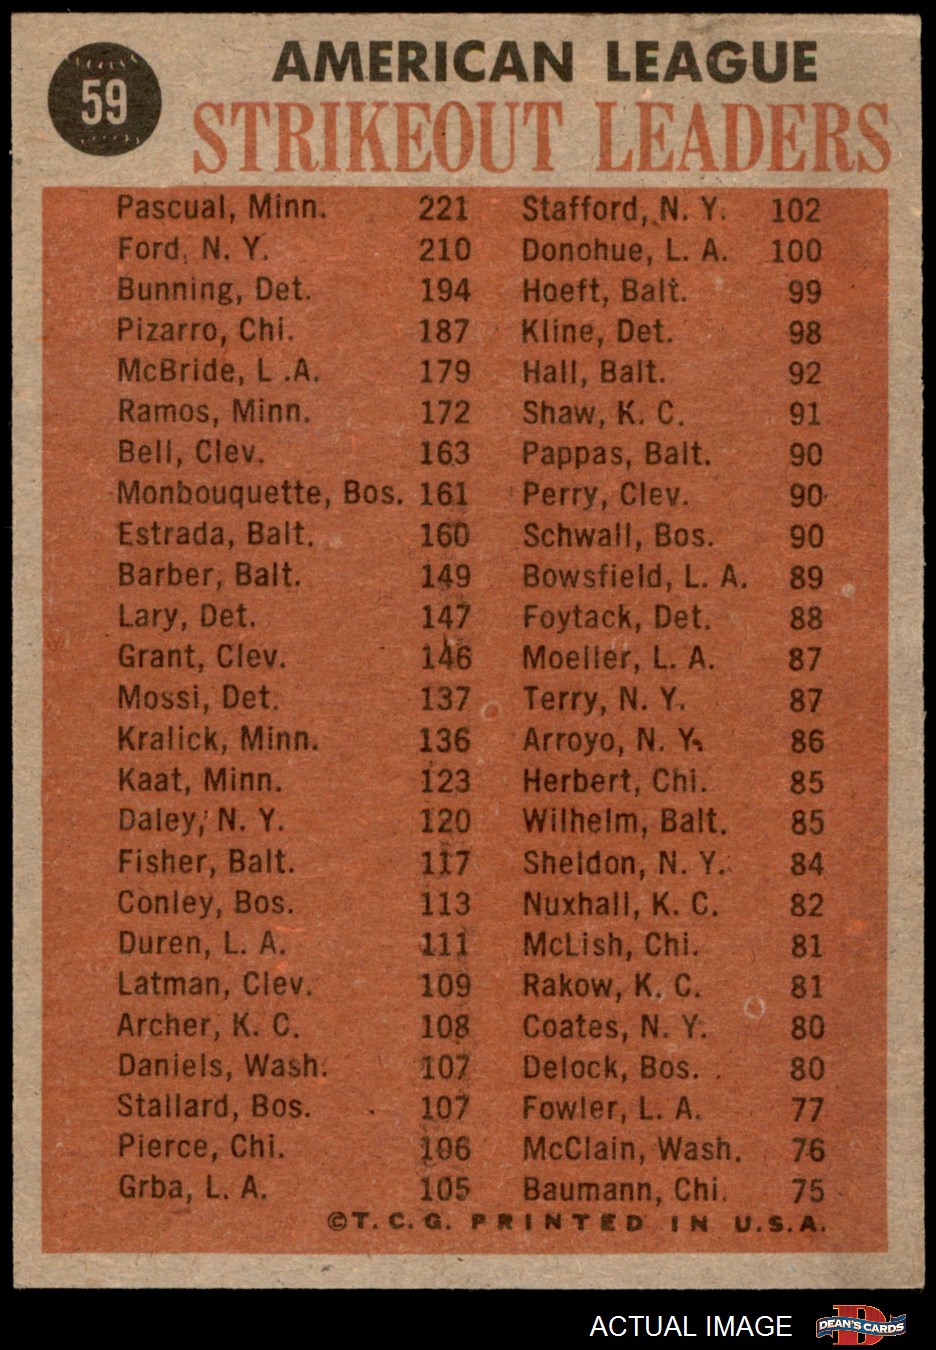 59
AMERICAN LEAGUE
STRIKEOUT LEADERS
Pascual, Minn. 221
Ford, N. Y. 210
Bunning, Det. 194
Pizarro, Chi. 187
McBride, L .A. 179
Ramos, Minn. 172
Bell, Clev. 163
Monbouquette, Bos. 161
Estrada, Balt. 160
Barber, Balt. 149
Lary, Det. 147
Grant, Clev. 146
Mossi, Det. 137
Kralick, Minn. 136
Kaat, Minn. 123
Daley, N. Y. 120
Fisher, Balt. 117
Conley, Bos. 113
Duren, L. A. 111
Latman, Clev. 109
Archer, K. C. 108
Daniels, Wash. 107
Stallard, Bos. 107
Pierce, Chi. 106
Grba, L. A. 105
Stafford, N. Y. 102
Donohue, L. A. 100
Hoeft, Balt. 99
Kline, Det. 98
Hall, Balt. 92
Shaw, K. C. 91
Pappas, Balt. 90
Perry, Clev. 90
Schwall, Bos. 90
Bowsfield, L. A. 89
Foytack, Det. 88
Moeller, L. A. 87
Terry, N. Y. 87
Arroyo, N. Y. 86
Herbert, Chi. 85
Wilhelm, Balt. 85
Sheldon, N. Y. 84
Nuxhall, K. C. 82
McLish, Chi. 81
Rakow, K. C. 81
Coates, N. Y. 80
Delock, Bos. 80
Fowler, L. A. 77
McClain, Wash. 76
Baumann, Chi. 75
©T. C. G. PRINTED IN U.S.A.
ACTUAL IMAGE
D
DEAN'S CARDS